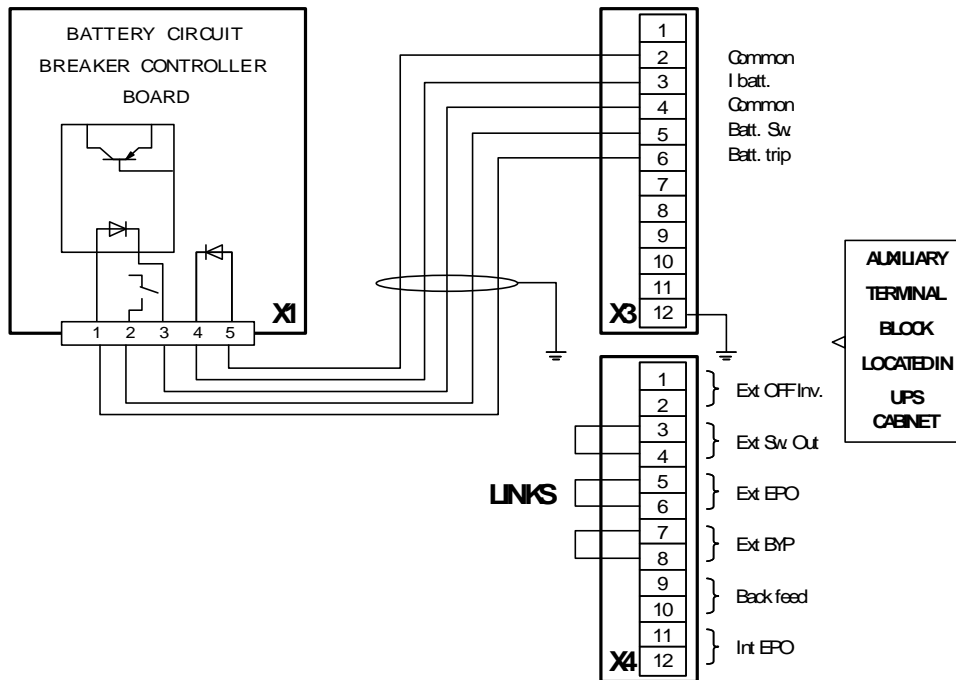 BATTERY CIRCUIT
BREAKER CONTROLLER
BOARD
X1
1 2 3 4 5
1
2 Common
3 I batt.
4 Common
5 Batt. Sw.
6 Batt. trip
7
8
9
10
11
12
X3
AUXILIARY
TERMINAL
BLOCK
LOCATED IN
UPS
CABINET
LINKS
1
2
Ext OFF Inv.
3
4
Ext Sw. Out
5
6
Ext EPO
7
8
Ext BYP
9
10
Back feed
11
12
Int EPO
X4